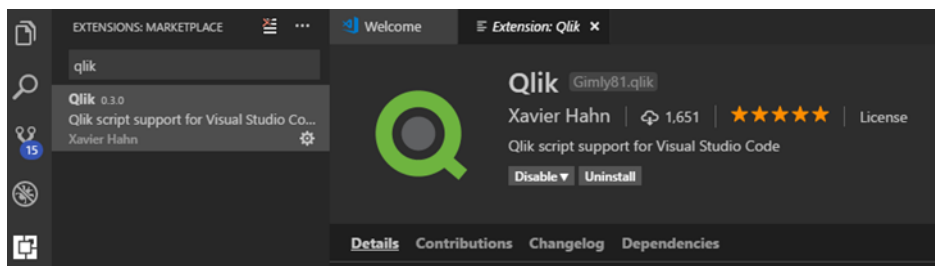 EXTENSIONS: MARKETPLACE
qlik
Qlik 0.3.0
Qlik script support for Visual Studio Co...
Xavier Hahn
15
Welcome
Extension: Qlik
Qlik Gimly81.qlik
Xavier Hahn 1,651 License
Qlik script support for Visual Studio Code
Disable Uninstall
Details Contributions Changelog Dependencies